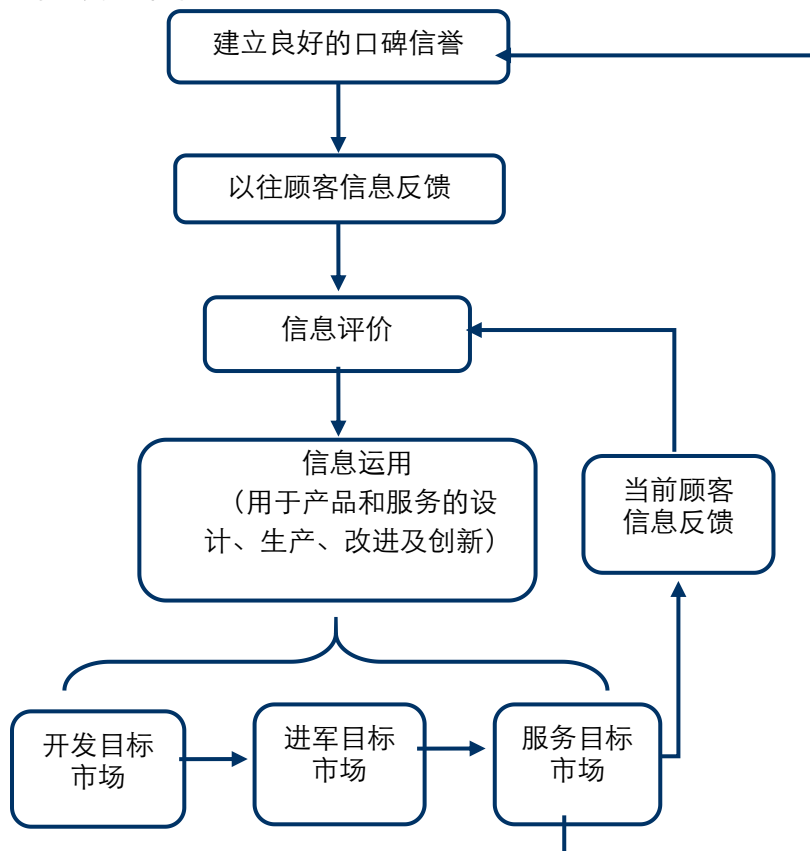 建立良好的口碑信誉
以往顾客信息反馈
信息评价
信息运用
（用于产品和服务的设
计、生产、改进及创新）
当前顾客
信息反馈
开发目标
市场
进军目标
市场
服务目标
市场